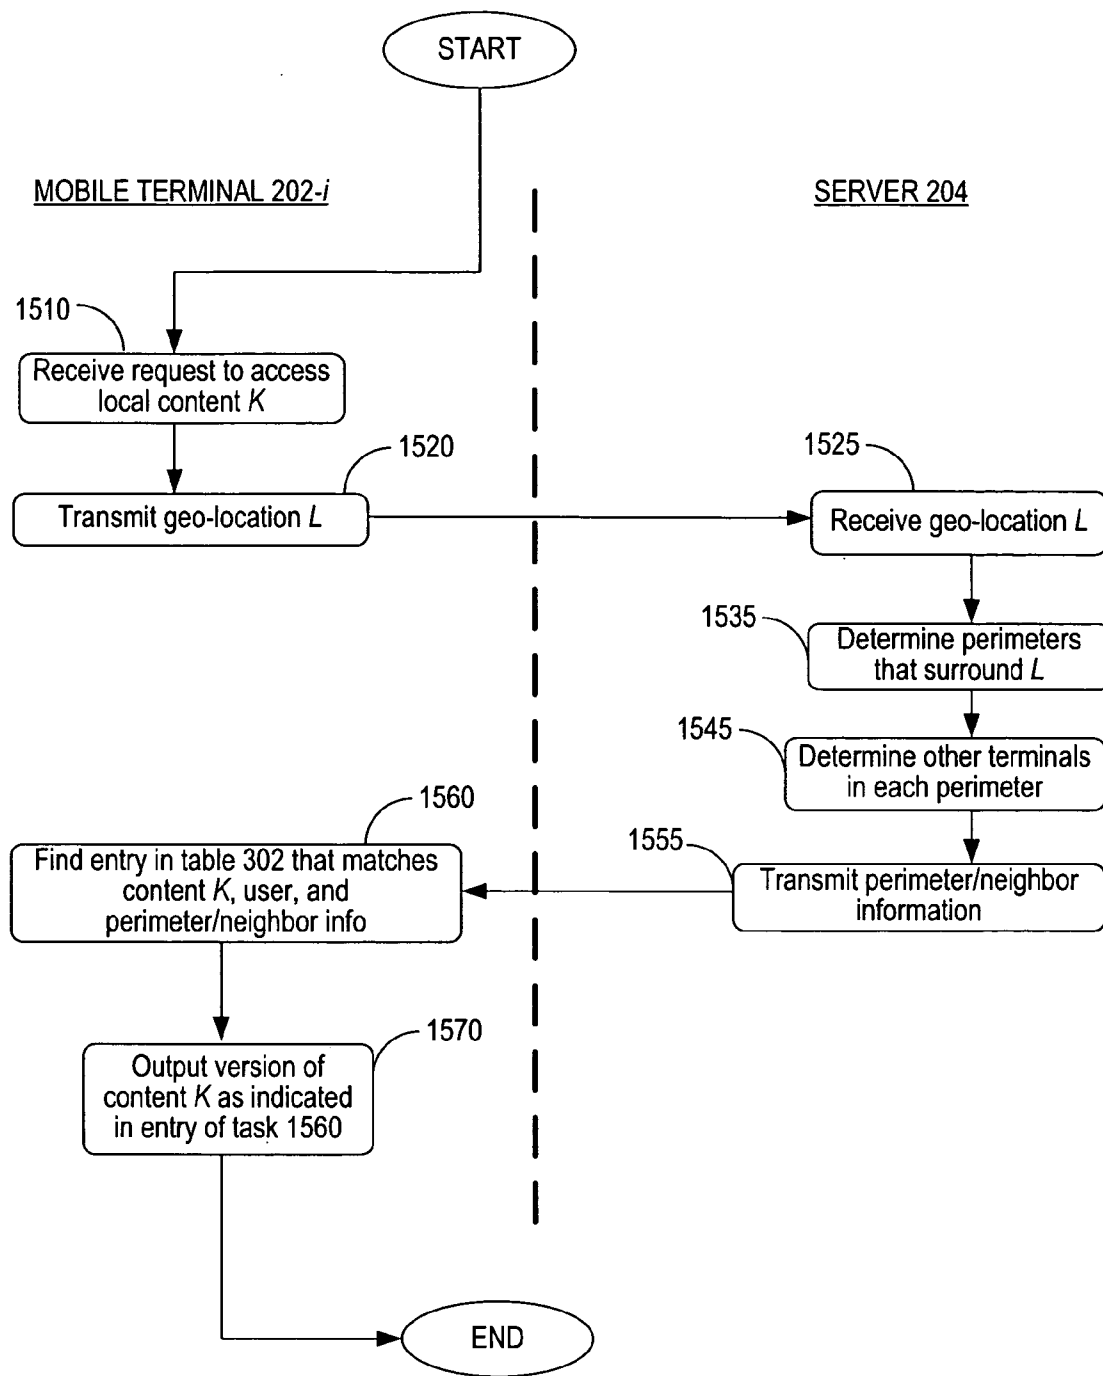 START
MOBILE TERMINAL 202-i
SERVER 204
1510
Receive request to access
local content K
1520
Transmit geo-location L
1525
Receive geo-location L
1535
Determine perimeters
that surround L
1545
Determine other terminals
in each perimeter
1555
Transmit perimeter/neighbor
information
1560
Find entry in table 302 that matches
content K, user, and
perimeter/neighbor info
1570
Output version of
content K as indicated
in entry of task 1560
END